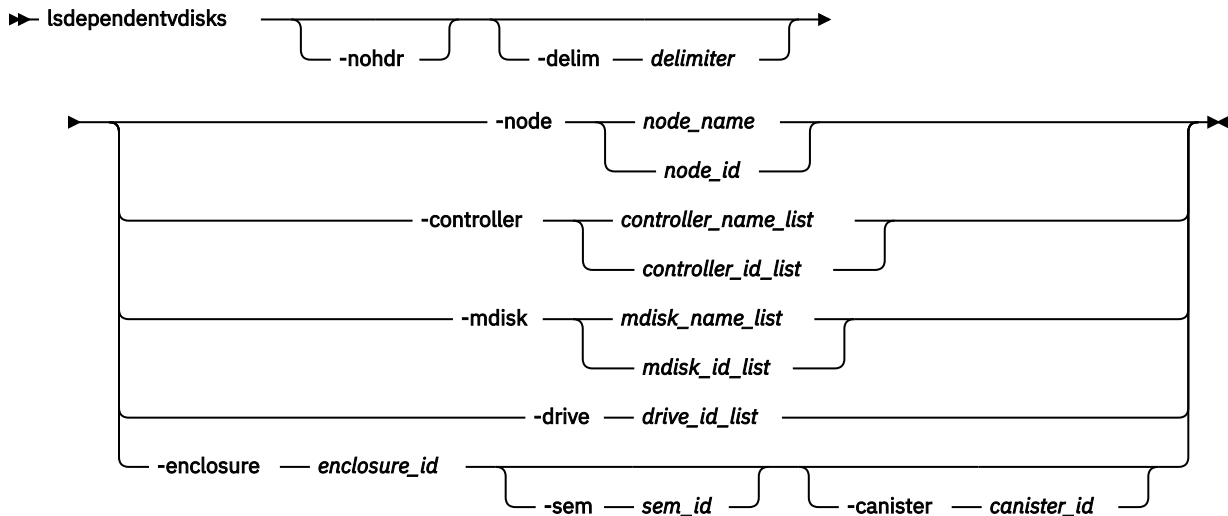 lsdependentvdisks
-nohdr -delim delimiter
-node node_name
node_id
-controller controller_name_list
controller_id_list
-mdisk mdisk_name_list
mdisk_id_list
-drive drive_id_list
-enclosure enclosure_id
-sem sem_id -canister canister_id